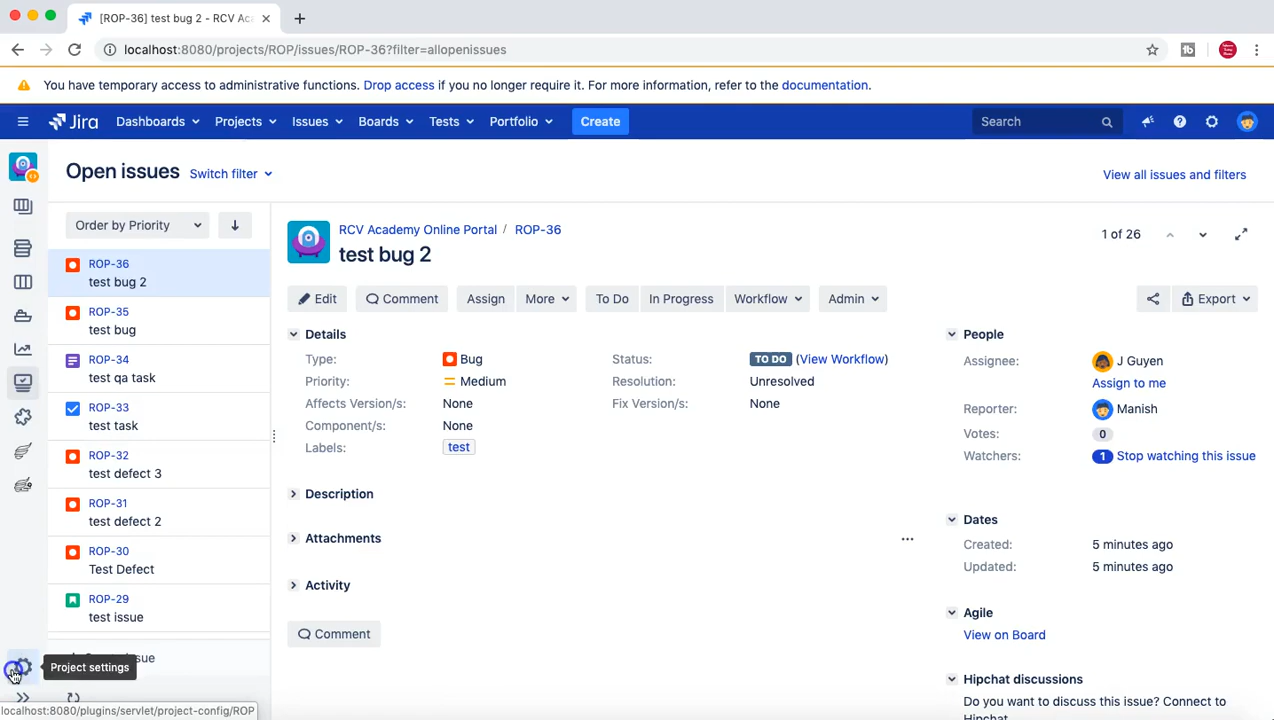 [ROP-36] test bug 2 - RCV Aca
localhost:8080/projects/ROP/issues/ROP-36?filter=allopenissues
You have temporary access to administrative functions. Drop access if you no longer require it. For more information, refer to the documentation.
Jira Dashboards Projects Issues Boards Tests Portfolio Create Search
Open issues Switch filter View all issues and filters
Order by Priority
ROP-36
test bug 2
ROP-35
test bug
ROP-34
test qa task
ROP-33
test task
ROP-32
test defect 3
ROP-31
test defect 2
ROP-30
Test Defect
ROP-29
test issue
Project settings
localhost:8080/plugins/servlet/project-config/ROP
RCV Academy Online Portal / ROP-36
test bug 2
1 of 26
Edit Comment Assign More To Do In Progress Workflow Admin Export
Details
Type: Bug Status: TO DO (View Workflow)
Priority: Medium Resolution: Unresolved
Affects Version/s: None Fix Version/s: None
Component/s: None
Labels: test
Description
Attachments
Activity
Comment
People
Assignee: J Guyen
Assign to me
Reporter: Manish
Votes: 0
Watchers: 1 Stop watching this issue
Dates
Created: 5 minutes ago
Updated: 5 minutes ago
Agile
View on Board
Hipchat discussions
Do you want to discuss this issue? Connect to
Hipchat